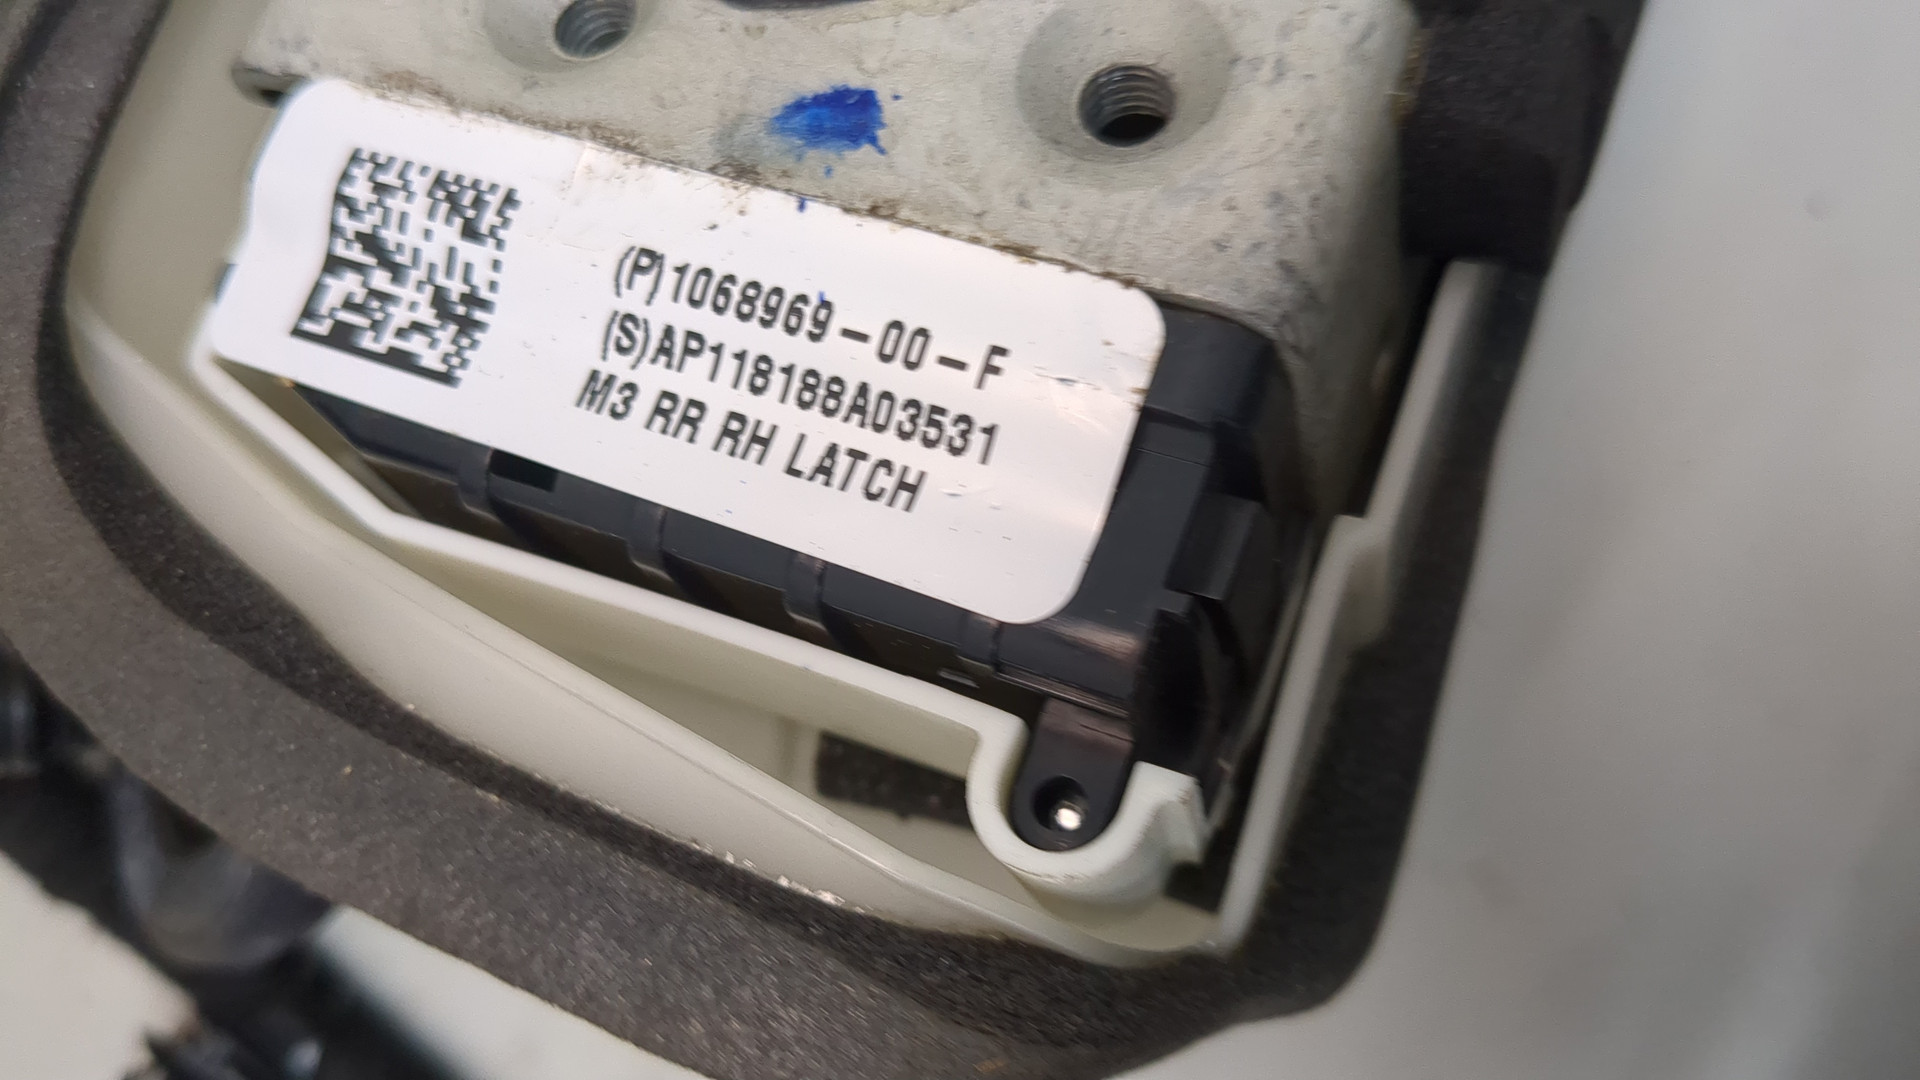 (P)1068969-00-F
(S)AP118188A03531
M3 RR RH LATCH